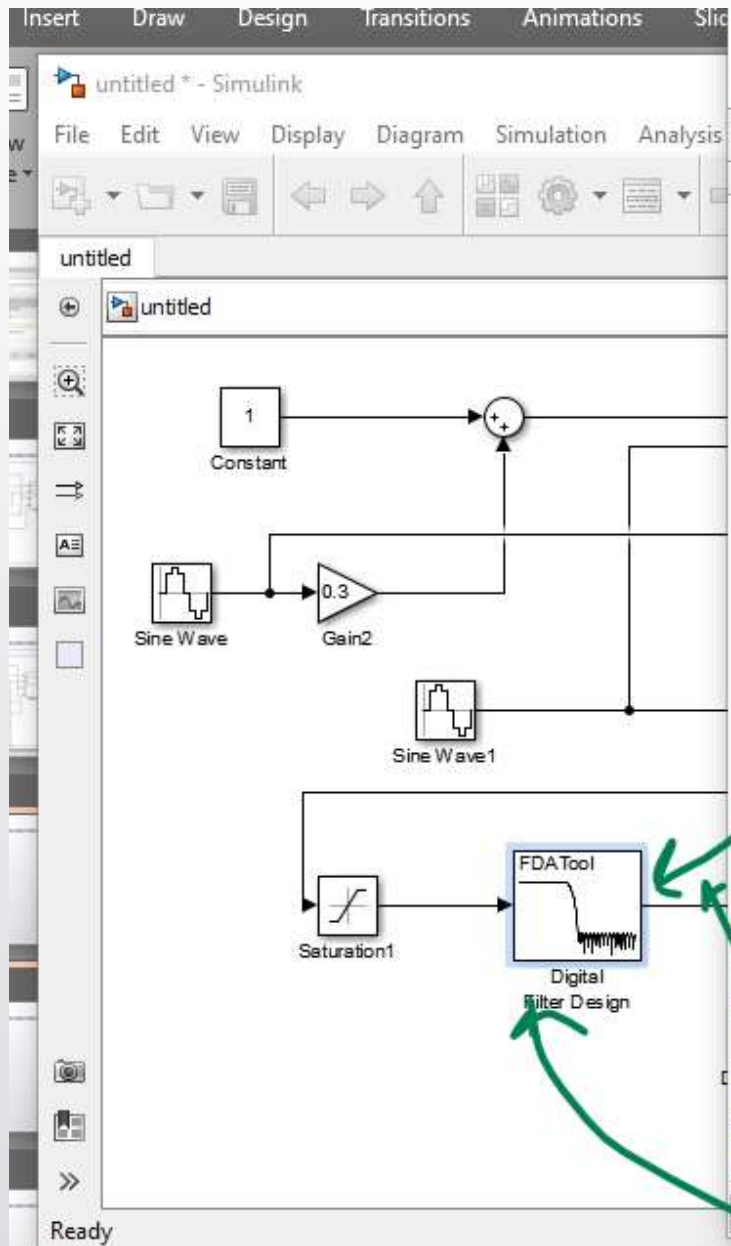 Insert Draw Design Transitions Animations
untitled * - Simulink
File Edit View Display Diagram Simulation Analysis
untitled
untitled
1
+
+
Constant
0.3
Sine Wave
Gain2
Sine Wave1
FDATool
Saturation1
Digital
Filter Design
Ready